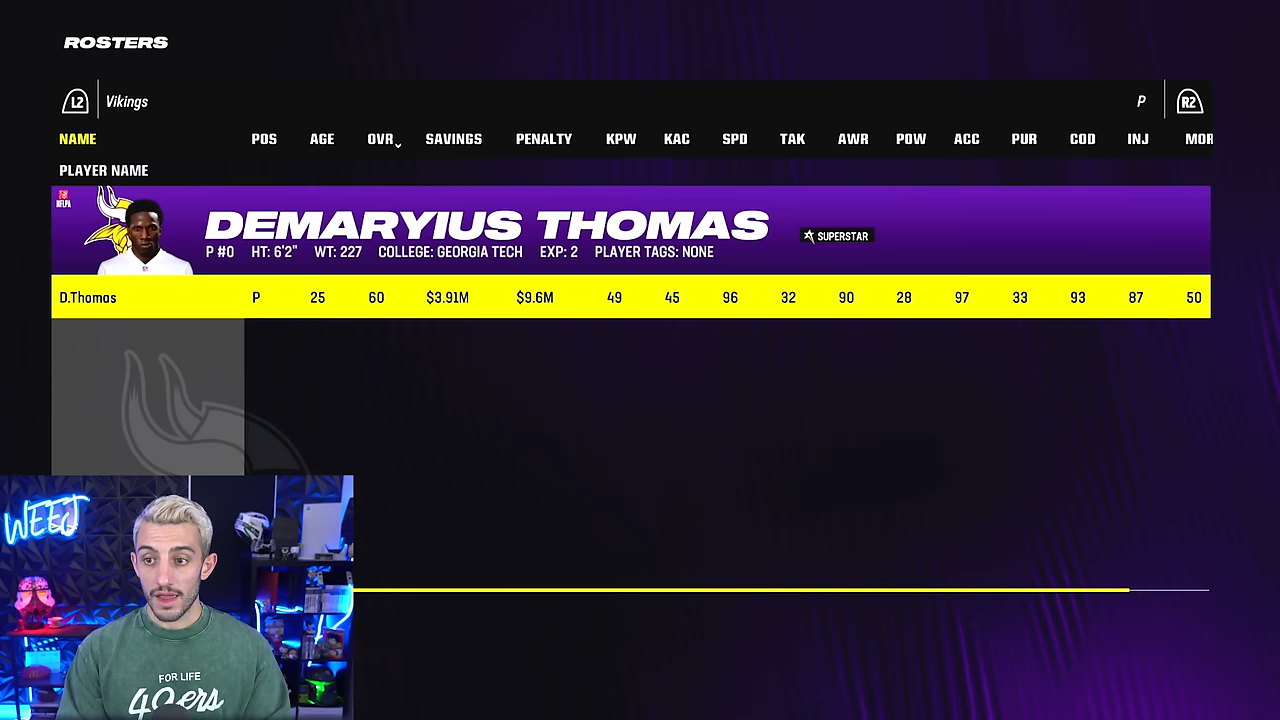 ROSTERS
L2 Vikings P R2
NAME POS AGE OVR SAVINGS PENALTY KPW KAC SPD TAK AWR POW ACC PUR COD INJ MOR
PLAYER NAME
NFLPA
DEMARYIUS THOMAS SUPERSTAR
P #0 HT: 6'2" WT: 227 COLLEGE: GEORGIA TECH EXP: 2 PLAYER TAGS: NONE
D.Thomas P 25 60 $3.91M $9.6M 49 45 96 32 90 28 97 33 93 87 50
WEEJ
FOR LIFE
49ers